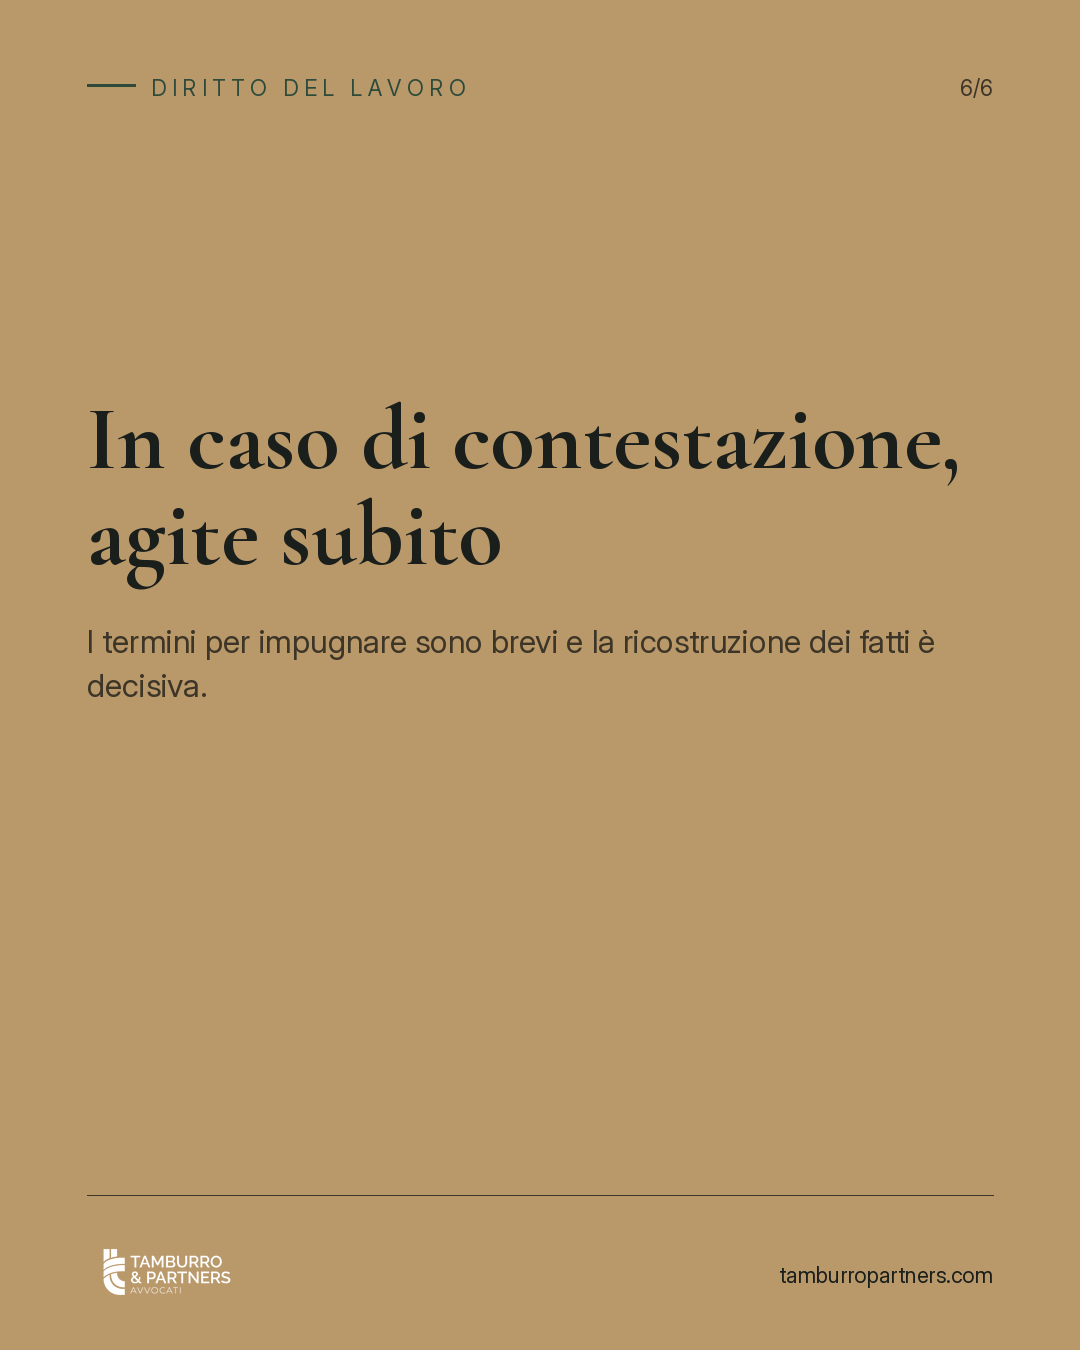 DIRITTO DEL LAVORO
6/6
In caso di contestazione,
agite subito
I termini per impugnare sono brevi e la ricostruzione dei fatti è
decisiva.
TAMBURRO
& PARTNERS
AVVOCATI
tamburropartners.com